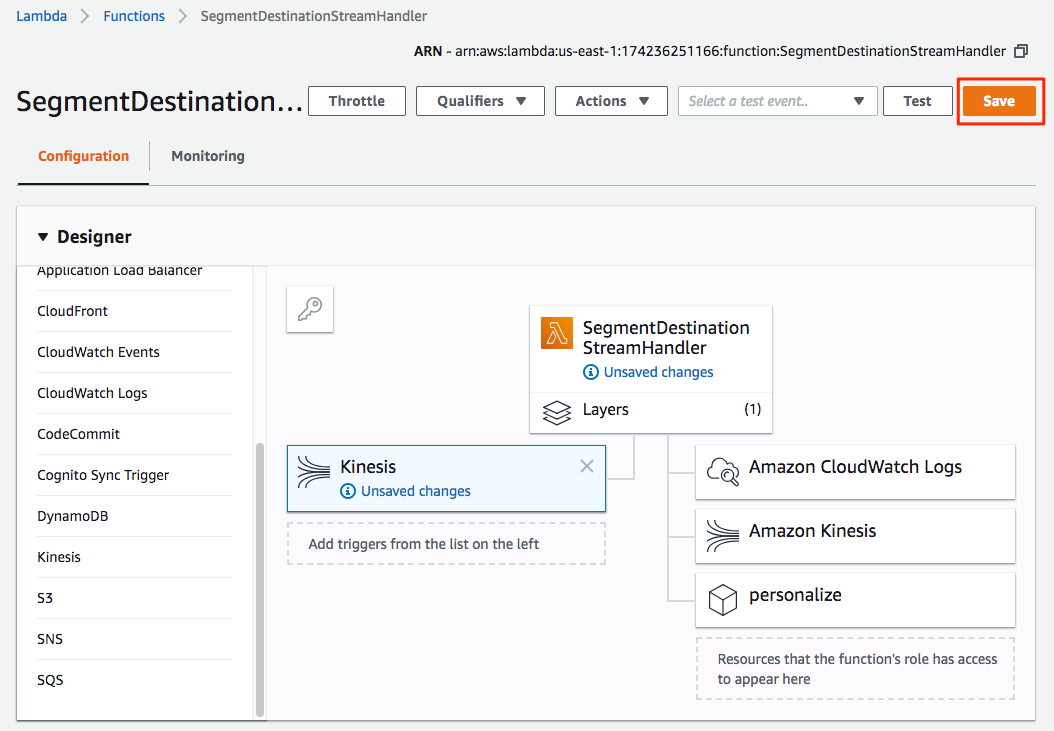 Lambda > Functions > SegmentDestinationStreamHandler
ARN - arn:aws:lambda:us-east-1:174236251166:function:SegmentDestinationStreamHandler
SegmentDestination... Throttle Qualifiers Actions Select a test event.. Test Save
Configuration Monitoring
Designer
Application Load Balancer
CloudFront
CloudWatch Events
CloudWatch Logs
CodeCommit
Cognito Sync Trigger
DynamoDB
Kinesis
S3
SNS
SQS
SegmentDestination
StreamHandler
Unsaved changes
Layers (1)
Kinesis
Unsaved changes
Add triggers from the list on the left
Amazon CloudWatch Logs
Amazon Kinesis
personalize
Resources that the function's role has access
to appear here